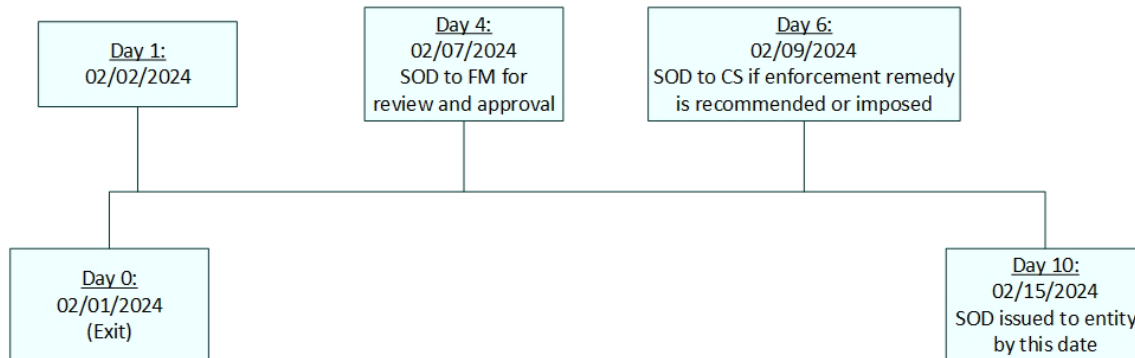 Day 1:
02/02/2024
Day 4:
02/07/2024
SOD to FM for
review and approval
Day 6:
02/09/2024
SOD to CS if enforcement remedy
is recommended or imposed
Day 0:
02/01/2024
(Exit)
Day 10:
02/15/2024
SOD issued to entity
by this date